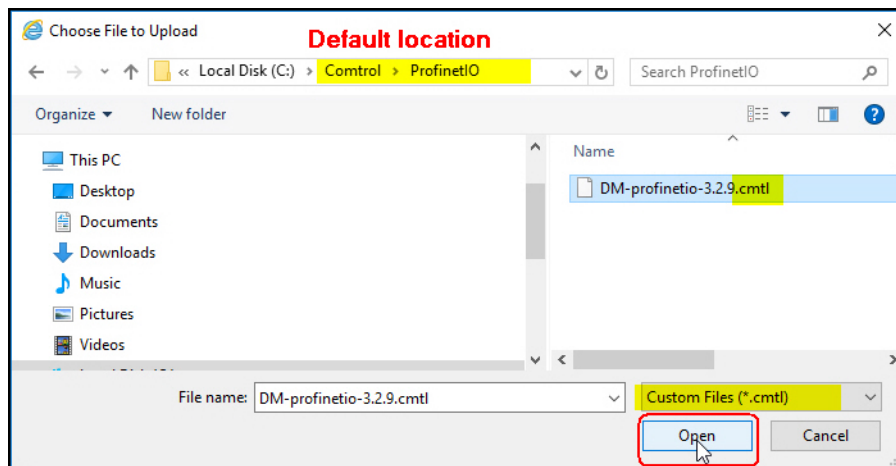 Choose File to Upload
Default location
« Local Disk (C:) > Comtrol > ProfinetIO
Search ProfinetIO
Organize
New folder
This PC
Desktop
Documents
Downloads
Music
Pictures
Videos
Name
DM-profinetio-3.2.9.cmtl
File name: DM-profinetio-3.2.9.cmtl
Custom Files (*.cmtl)
Open
Cancel